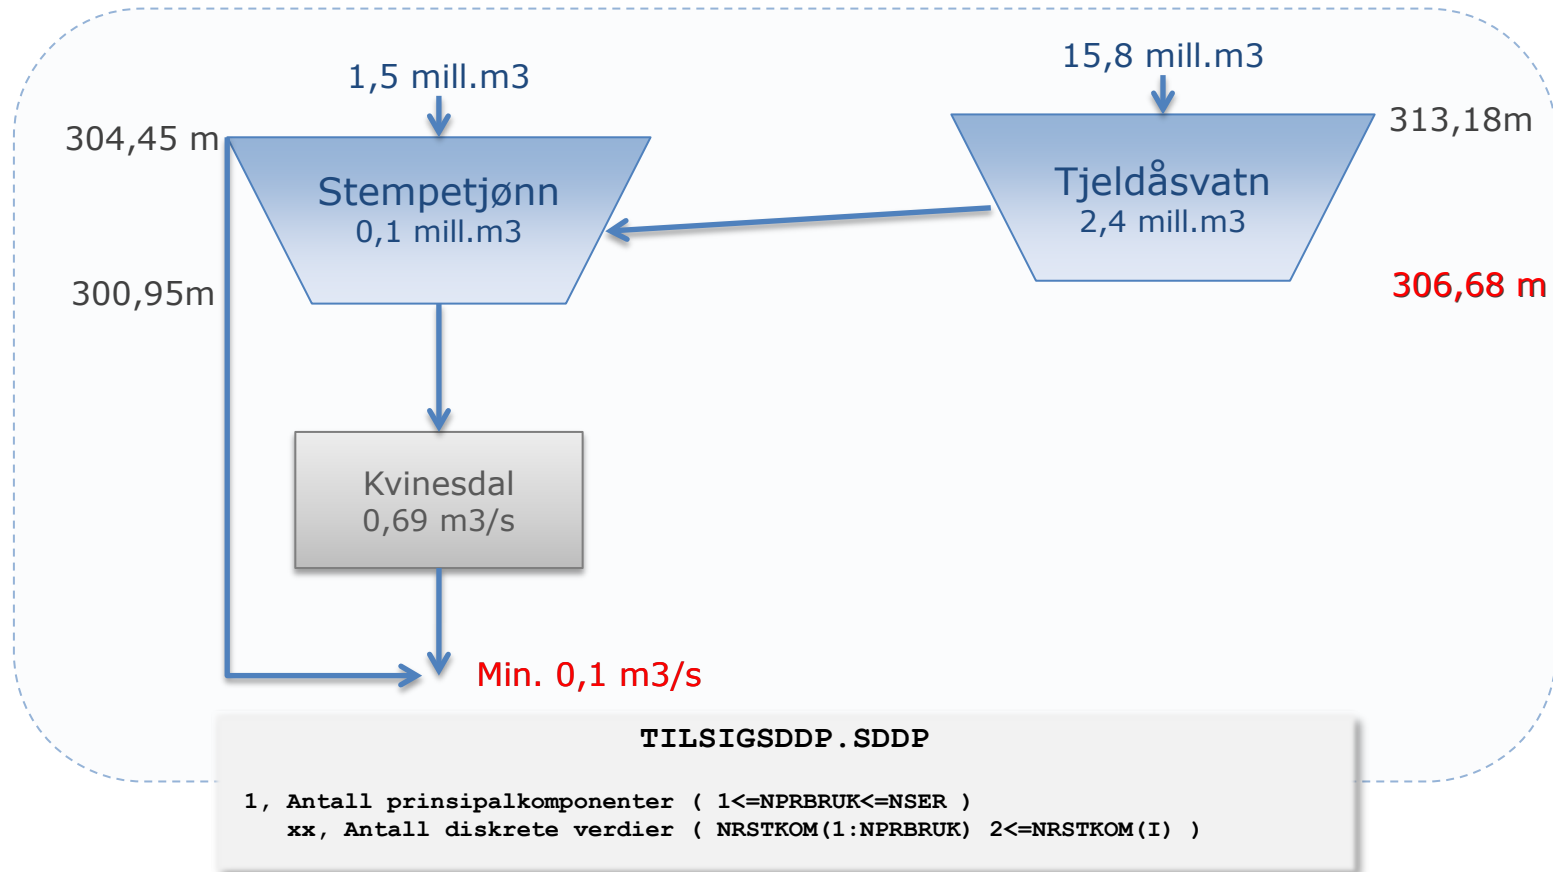 1,5 mill.m3
15,8 mill.m3
304,45 m
313,18m
Stempetjønn
0,1 mill.m3
Tjeldåsvatn
2,4 mill.m3
300,95m
306,68 m
Kvinesdal
0,69 m3/s
Min. 0,1 m3/s
TILSIGSDDP.SDDP
1, Antall prinsipalkomponenter ( 1<=NPRBRUK<=NSER )
xx, Antall diskrete verdier ( NRSTKOM(1:NPRBRUK) 2<=NRSTKOM(I) )